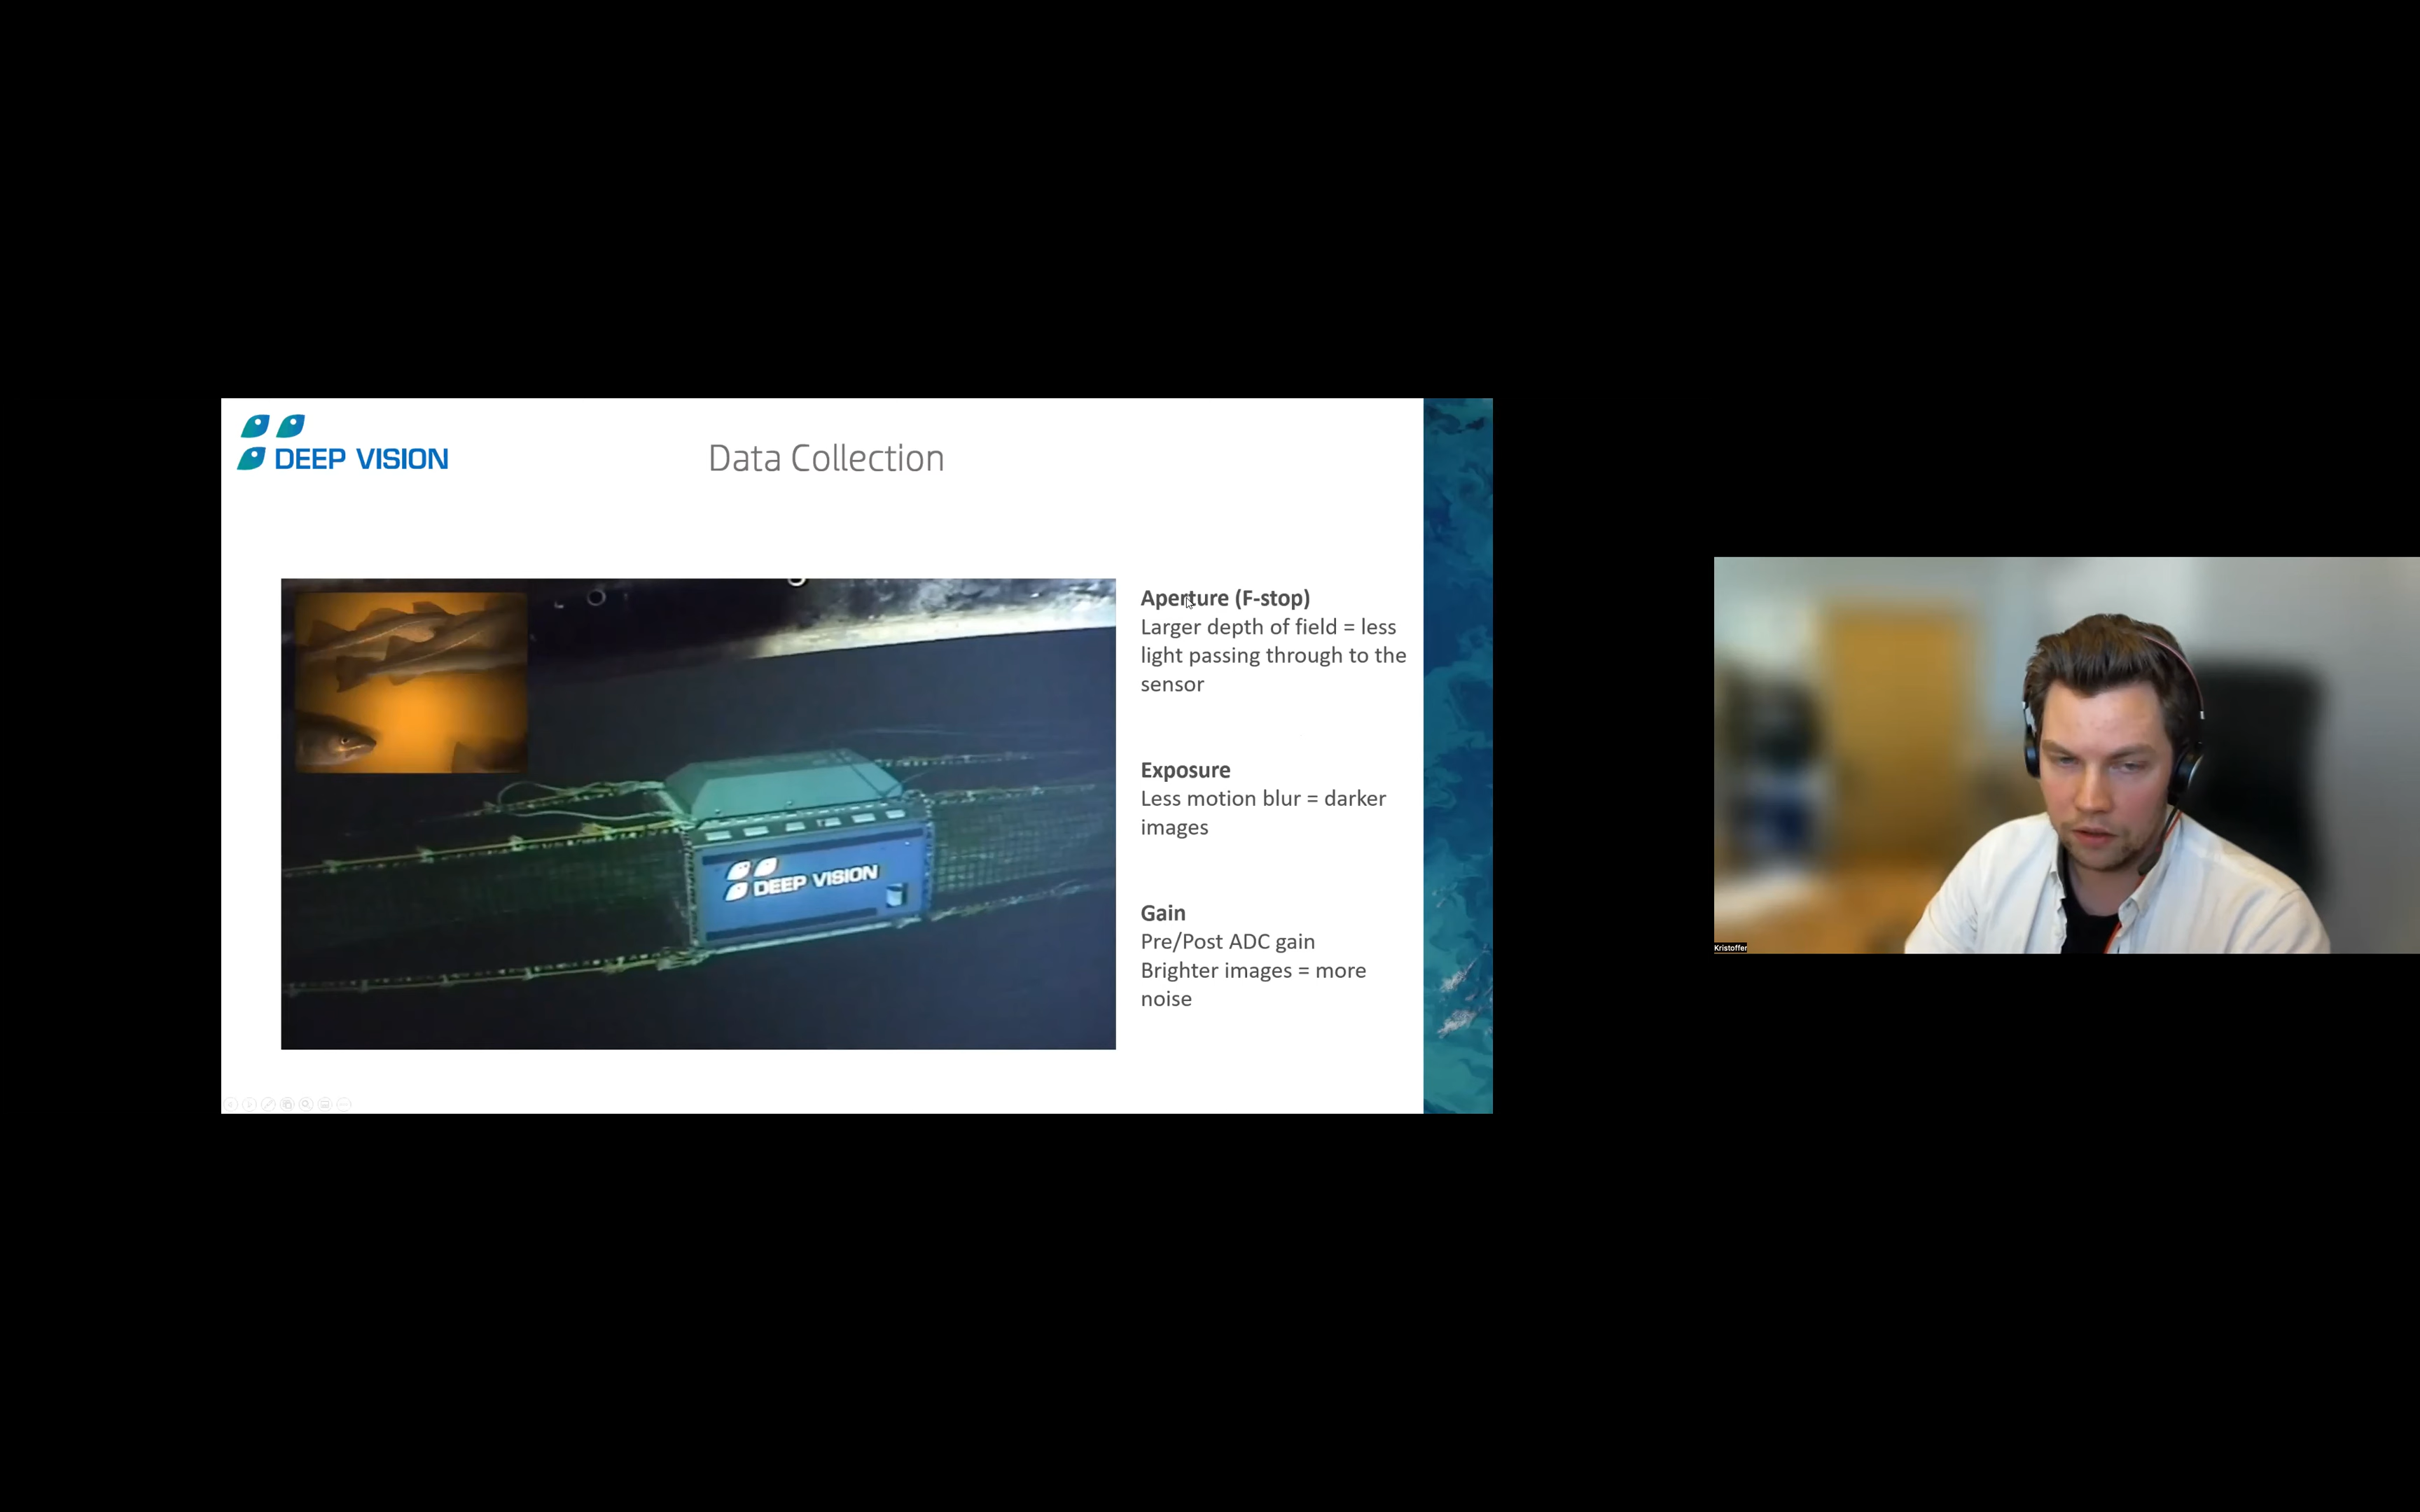 DEEP VISION
Data Collection
Aperture (F-stop)
Larger depth of field = less
light passing through to the
sensor
Exposure
Less motion blur = darker
images
Gain
Pre/Post ADC gain
Brighter images = more
noise
DEEP VISION
Kristoffer